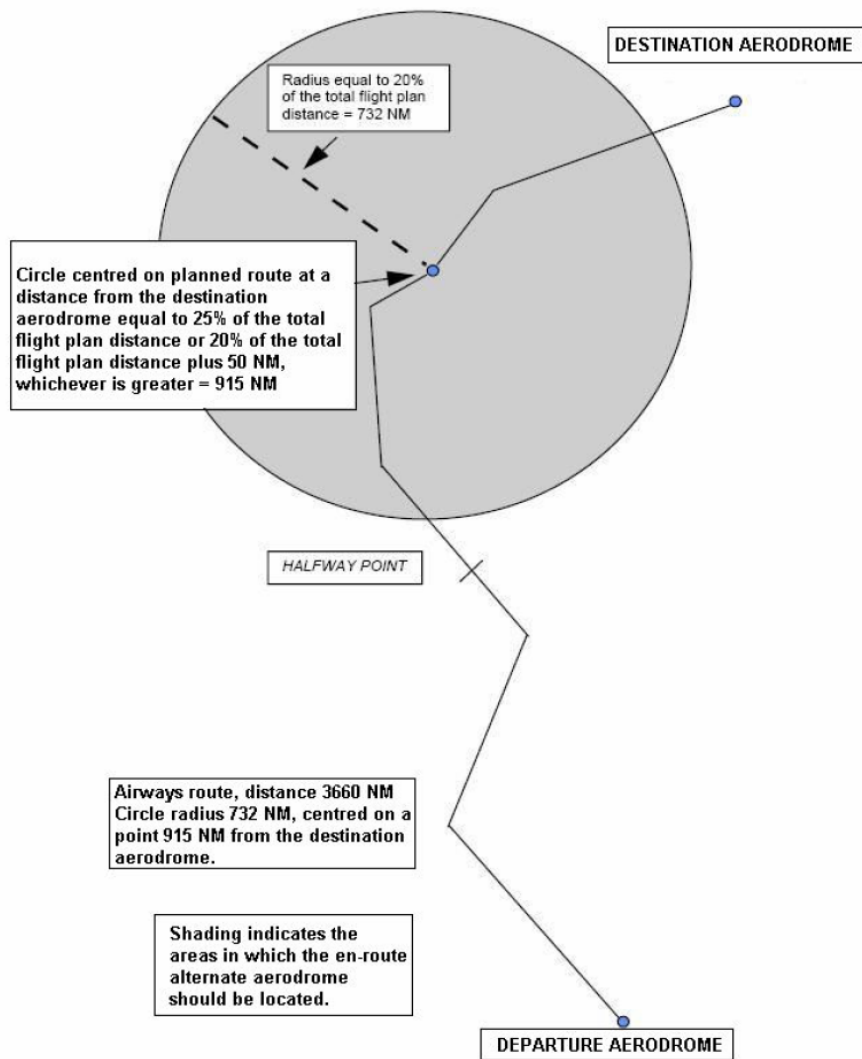 DESTINATION AERODROME
Radius equal to 20%
of the total flight plan
distance = 732 NM
Circle centred on planned route at a
distance from the destination
aerodrome equal to 25% of the total
flight plan distance or 20% of the total
flight plan distance plus 50 NM,
whichever is greater = 915 NM
HALFWAY POINT
Airways route, distance 3660 NM
Circle radius 732 NM, centred on a
point 915 NM from the destination
aerodrome.
Shading indicates the
areas in which the en-route
alternate aerodrome
should be located.
DEPARTURE AERODROME